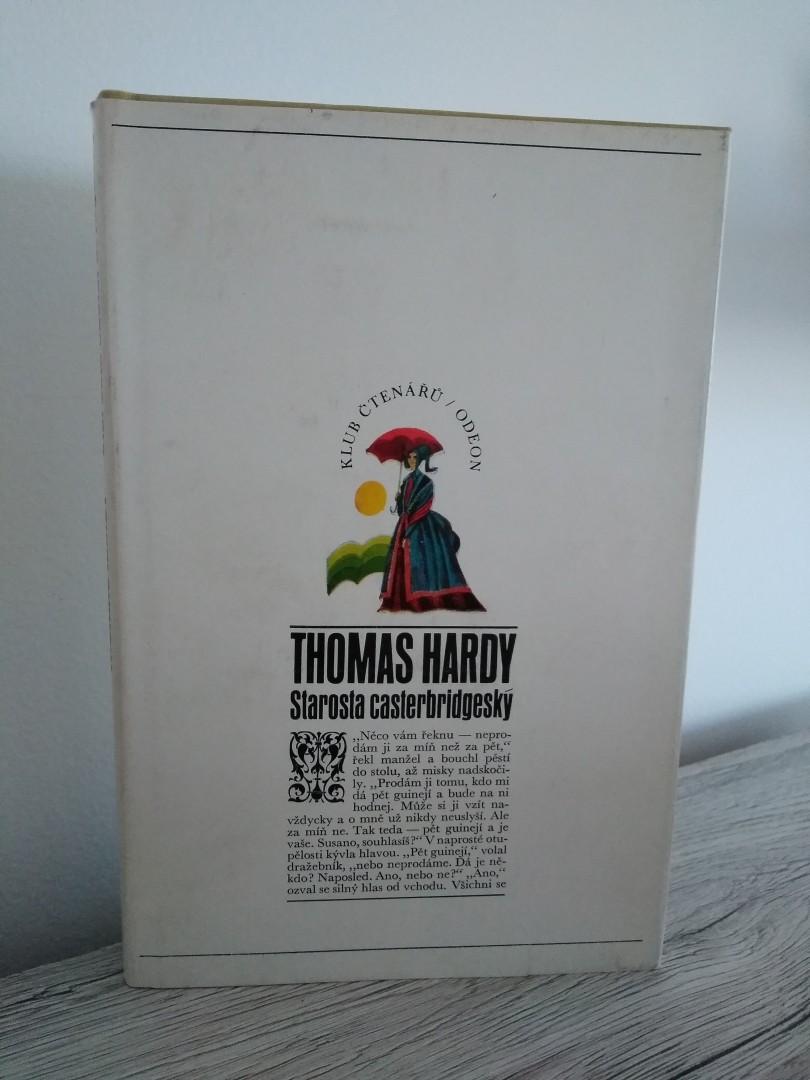 KLUB ČTENÁŘŮ / ODEON
THOMAS HARDY
Starosta casterbridgeský
„Něco vám řeknu — nepro-
dám ji za míň než za pět,“
řekl manžel a bouchl pěstí
do stolu, až misky nadskoči-
ly. „Prodám ji tomu, kdo mi
dá pět guinejí a bude na ni
hodnej. Může si ji vzít na-
vždycky a o mně už nikdy neuslyší. Ale
za míň ne. Tak teda — pět guinejí a je
vaše. Susano, souhlasíš?“ V naprosté otu-
pělosti kývla hlavou. „Pět guinejí,“ volal
dražebník, „nebo neprodáme. Dá je ně-
kdo? Naposled. Ano, nebo ne?“ „Ano,“
ozval se silný hlas od vchodu. Všichni se